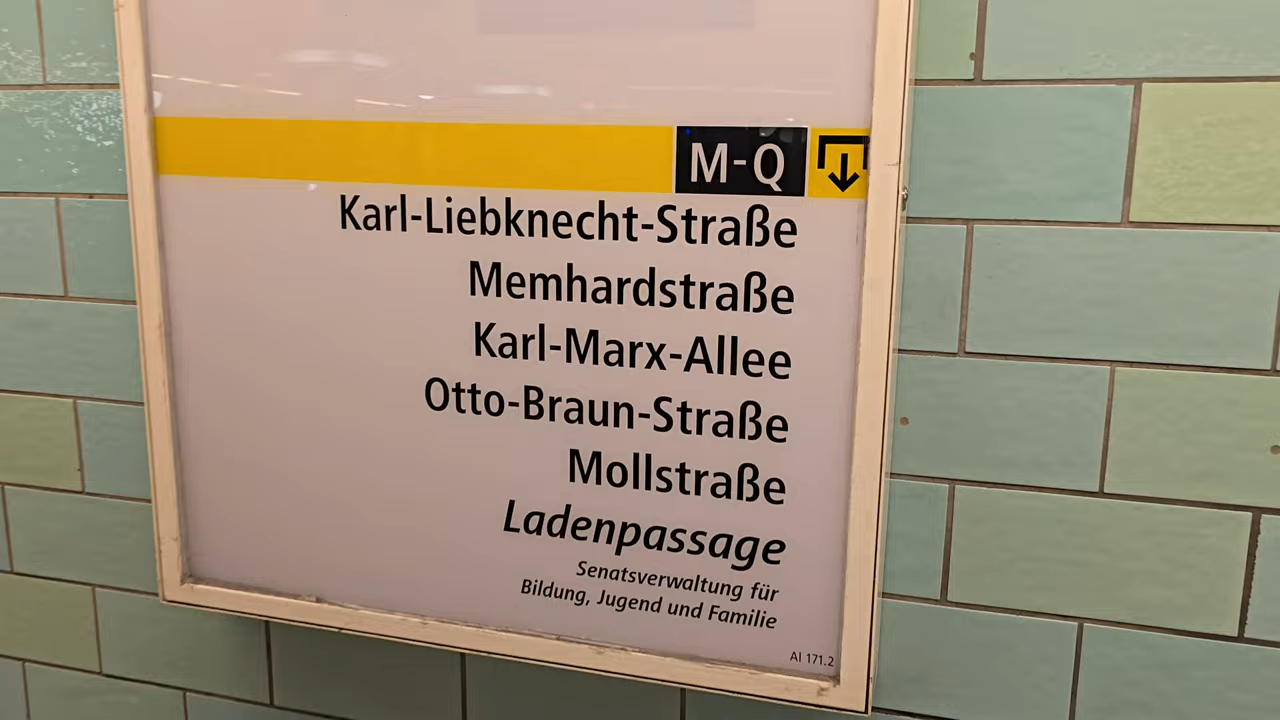 M-Q
Karl-Liebknecht-Straße
Memhardstraße
Karl-Marx-Allee
Otto-Braun-Straße
Mollstraße
Ladenpassage
Senatsverwaltung für
Bildung, Jugend und Familie
Al 171.2